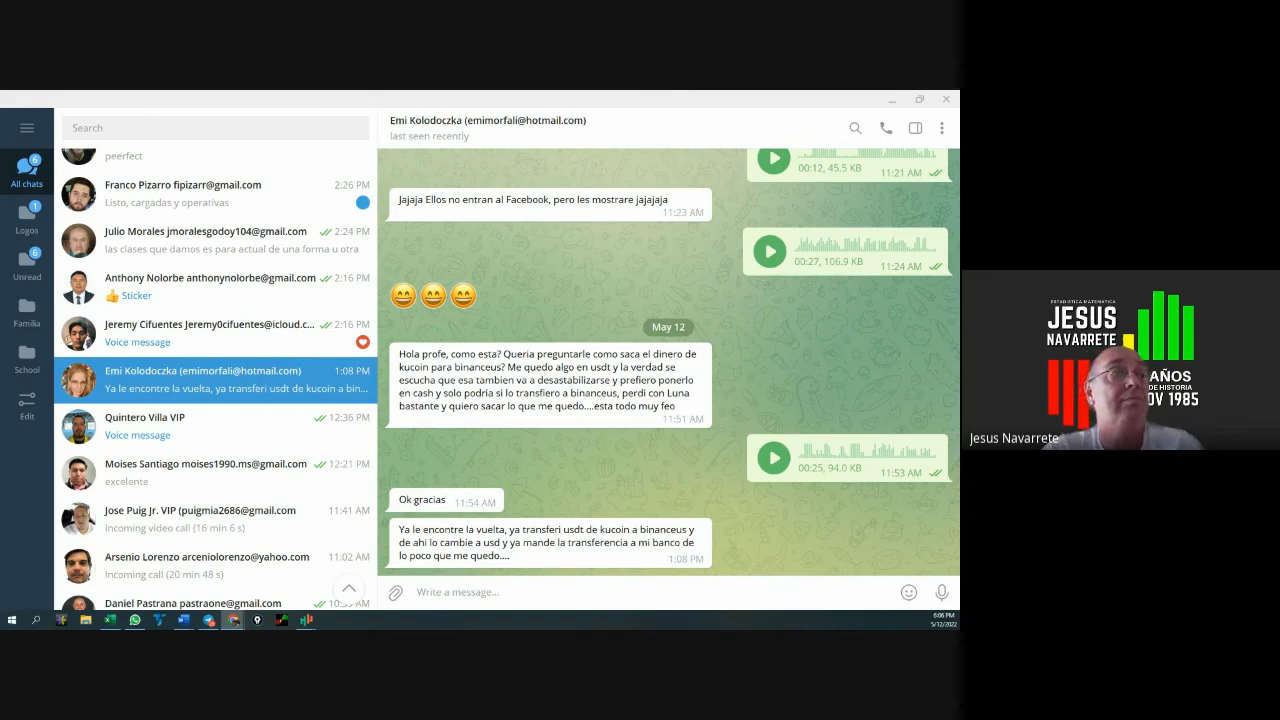 Search
All chats
6
Logos
1
Unread
6
Familia
School
Edit
peerfect
Franco Pizarro fipizarr@gmail.com 2:26 PM
Listo, cargadas y operativas
Julio Morales jmoralesgodoy104@gmail.com 2:24 PM
las clases que damos es para actual de una forma u otra
Anthony Nolorbe anthonynolorbe@gmail.com 2:16 PM
👍 Sticker
Jeremy Cifuentes Jeremy0cifuentes@icloud.c... 2:16 PM
Voice message
Emi Kolodoczka (emimorfali@hotmail.com) 1:08 PM
Ya le encontre la vuelta, ya transferi usdt de kucoin a bin...
Quintero Villa VIP 12:36 PM
Voice message
Moises Santiago moises1990.ms@gmail.com 12:21 PM
excelente
Jose Puig Jr. VIP (puigmia2686@gmail.com 11:41 AM
Incoming video call (16 min 6 s)
Arsenio Lorenzo arceniolorenzo@yahoo.com 11:02 AM
Incoming call (20 min 48 s)
Daniel Pastrana pastraone@gmail.com
Emi Kolodoczka (emimorfali@hotmail.com)
last seen recently
00:12, 45.5 KB 11:21 AM
Jajaja Ellos no entran al Facebook, pero les mostrare jajajaja
11:23 AM
00:27, 106.9 KB 11:24 AM
😄😄😄
May 12
Hola profe, como esta? Queria preguntarle como saca el dinero de
kucoin para binanceus? Me quedo algo en usdt y la verdad se
escucha que esa tambien va a desastabilizarse y prefiero ponerlo
en cash y solo podria si lo transfiero a binanceus, perdi con Luna
bastante y quiero sacar lo que me quedo....esta todo muy feo
11:51 AM
00:25, 94.0 KB 11:53 AM
Ok gracias 11:54 AM
Ya le encontre la vuelta, ya transferi usdt de kucoin a binanceus y
de ahi lo cambie a usd y ya mande la transferencia a mi banco de
lo poco que me quedo....
1:08 PM
Write a message...
6:06 PM
5/12/2022
ESTADISTICA MATEMATICA
JESUS
NAVARRETE
AÑOS
DE HISTORIA
OV 1985
Jesus Navarrete